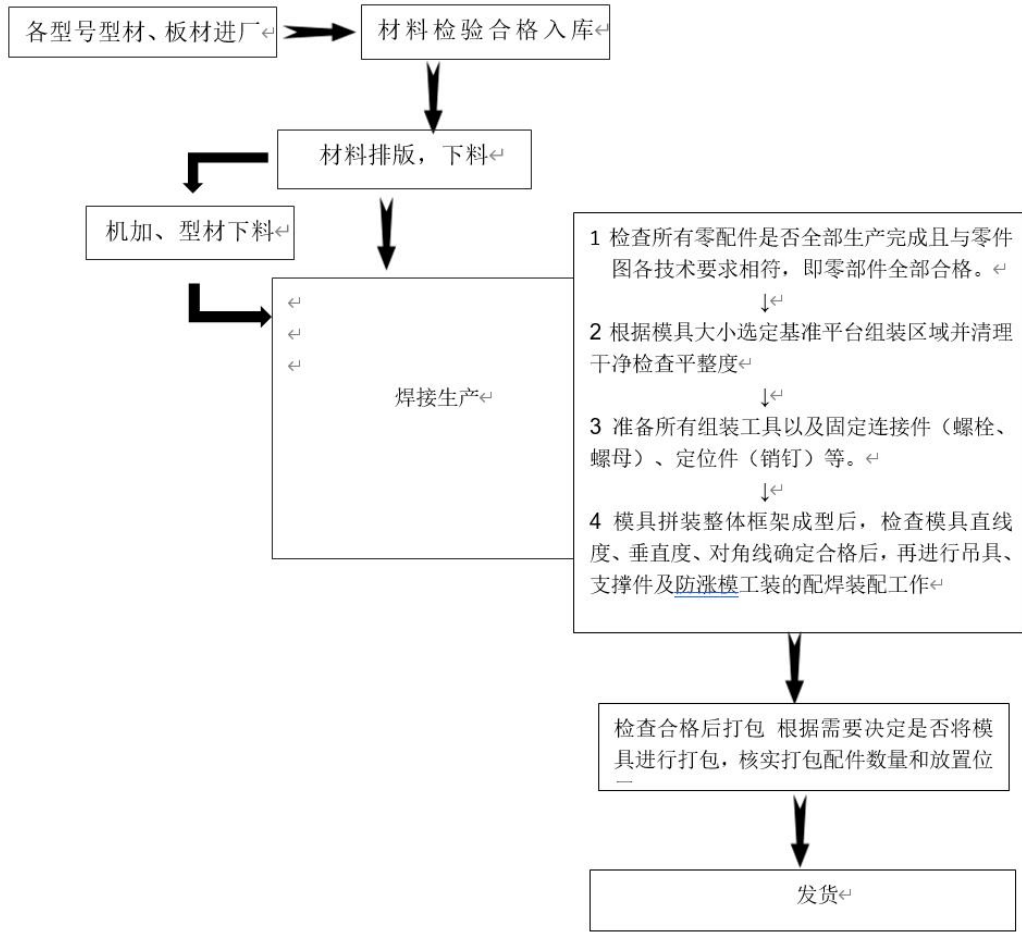 各型号型材、板材进厂↵
材料检验合格入库↵
材料排版，下料↵
机加、型材下料↵
↵
↵
↵
焊接生产↵
1 检查所有零配件是否全部生产完成且与零件
图各技术要求相符，即零部件全部合格。↵
↓↵
2 根据模具大小选定基准平台组装区域并清理
干净检查平整度↵
↓↵
3 准备所有组装工具以及固定连接件（螺栓、
螺母）、定位件（销钉）等。↵
↓↵
4 模具拼装整体框架成型后，检查模具直线
度、垂直度、对角线确定合格后，再进行吊具、
支撑件及防涨模工装的配焊装配工作↵
检查合格后打包 根据需要决定是否将模
具进行打包，核实打包配件数量和放置位
发货↵